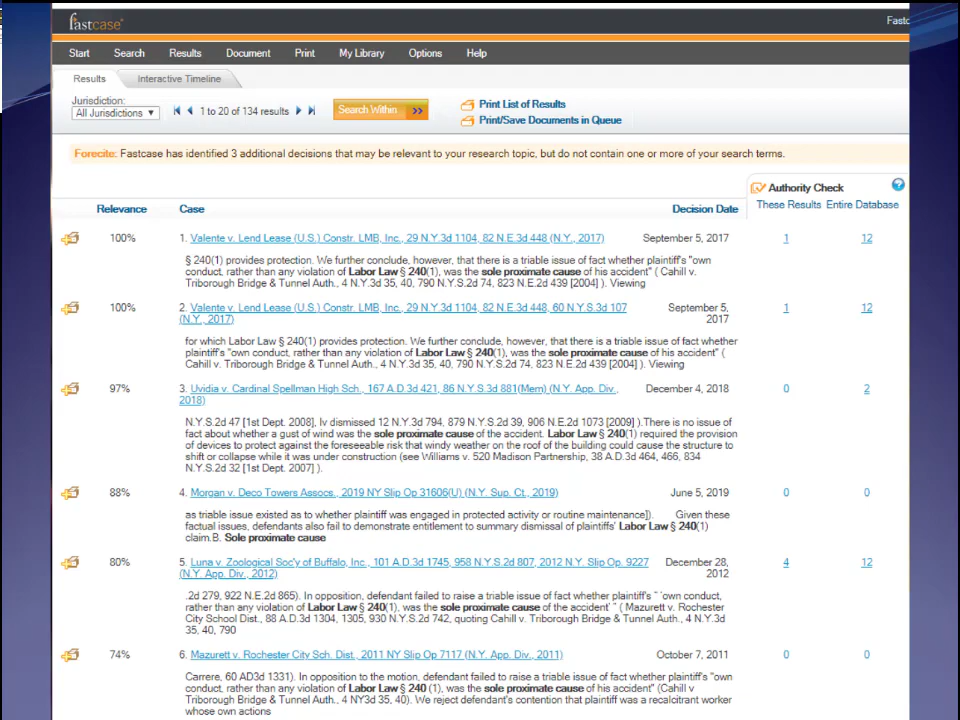 fastcase
Fastc
Start Search Results Document Print My Library Options Help
Results Interactive Timeline
Jurisdiction:
All Jurisdictions 1 to 20 of 134 results Search Within >> Print List of Results
Print/Save Documents in Queue
Forecite: Fastcase has identified 3 additional decisions that may be relevant to your research topic, but do not contain one or more of your search terms.
Authority Check
Relevance Case Decision Date These Results Entire Database
100% 1. Valente v. Lend Lease (U.S.) Constr. LMB, Inc., 29 N.Y.3d 1104, 82 N.E.3d 448 (N.Y., 2017) September 5, 2017 1 12
§ 240(1) provides protection. We further conclude, however, that there is a triable issue of fact whether plaintiff's "own
conduct, rather than any violation of Labor Law § 240(1), was the sole proximate cause of his accident" ( Cahill v.
Triborough Bridge & Tunnel Auth., 4 N.Y.3d 35, 40, 790 N.Y.S.2d 74, 823 N.E.2d 439 [2004] ). Viewing
100% 2. Valente v. Lend Lease (U.S.) Constr. LMB, Inc., 29 N.Y.3d 1104, 82 N.E.3d 448, 60 N.Y.S.3d 107 September 5, 1 12
(N.Y., 2017) 2017
for which Labor Law § 240(1) provides protection. We further conclude, however, that there is a triable issue of fact whether
plaintiff's "own conduct, rather than any violation of Labor Law § 240(1), was the sole proximate cause of his accident" (
Cahill v. Triborough Bridge & Tunnel Auth., 4 N.Y.3d 35, 40, 790 N.Y.S.2d 74, 823 N.E.2d 439 [2004] ). Viewing
97% 3. Uvidia v. Cardinal Spellman High Sch., 167 A.D.3d 421, 86 N.Y.S.3d 881(Mem) (N.Y. App. Div., December 4, 2018 0 2
2018)
N.Y.S.2d 47 [1st Dept. 2008], lv dismissed 12 N.Y.3d 794, 879 N.Y.S.2d 39, 906 N.E.2d 1073 [2009] ).There is no issue of
fact about whether a gust of wind was the sole proximate cause of the accident. Labor Law § 240(1) required the provision
of devices to protect against the foreseeable risk that windy weather on the roof of the building could cause the structure to
shift or collapse while it was under construction (see Williams v. 520 Madison Partnership, 38 A.D.3d 464, 466, 834
N.Y.S.2d 32 [1st Dept. 2007] ).
88% 4. Morgan v. Deco Towers Assocs., 2019 NY Slip Op 31606(U) (N.Y. Sup. Ct., 2019) June 5, 2019 0 0
as triable issue existed as to whether plaintiff was engaged in protected activity or routine maintenance]). Given these
factual issues, defendants also fail to demonstrate entitlement to summary dismissal of plaintiffs' Labor Law § 240(1)
claim.B. Sole proximate cause
80% 5. Luna v. Zoological Soc'y of Buffalo, Inc., 101 A.D.3d 1745, 958 N.Y.S.2d 807, 2012 N.Y. Slip Op. 9227 December 28, 4 12
(N.Y. App. Div., 2012) 2012
.2d 279, 922 N.E.2d 865). In opposition, defendant failed to raise a triable issue of fact whether plaintiff's " 'own conduct,
rather than any violation of Labor Law § 240(1), was the sole proximate cause of the accident' " ( Mazurett v. Rochester
City School Dist., 88 A.D.3d 1304, 1305, 930 N.Y.S.2d 742, quoting Cahill v. Triborough Bridge & Tunnel Auth., 4 N.Y.3d
35, 40, 790
74% 6. Mazurett v. Rochester City Sch. Dist., 2011 NY Slip Op 7117 (N.Y. App. Div., 2011) October 7, 2011 0 0
Carrere, 60 AD3d 1331). In opposition to the motion, defendant failed to raise a triable issue of fact whether plaintiff's "own
conduct, rather than any violation of Labor Law § 240 (1), was the sole proximate cause of his accident" (Cahill v
Triborough Bridge & Tunnel Auth., 4 NY3d 35, 40). We reject defendant's contention that plaintiff was a recalcitrant worker
whose own actions